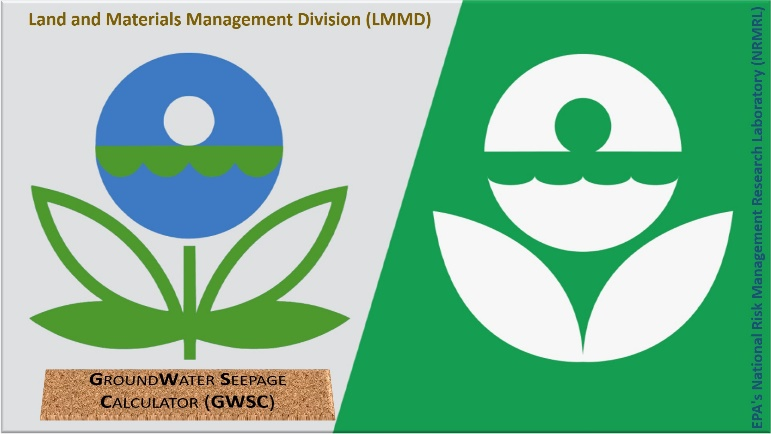 Land and Materials Management Division (LMMD)
GROUNDWATER SEEPAGE
CALCULATOR (GWSC)
EPA's National Risk Management Research Laboratory (NRMRL)